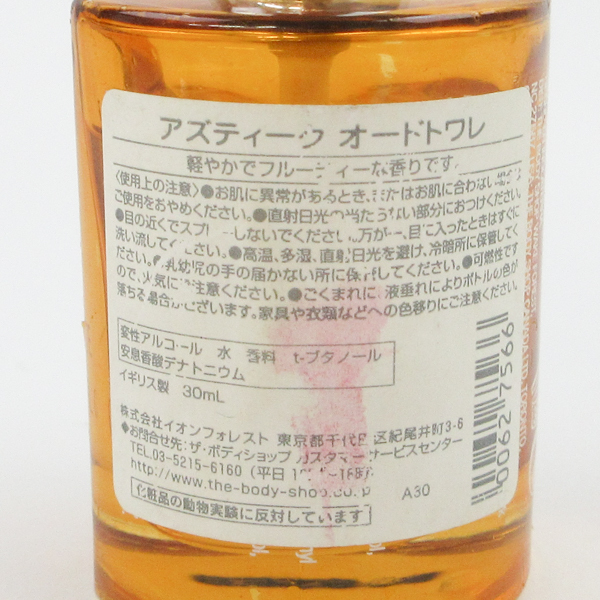 アズティーク オードトワレ
軽やかでフルーティーな香りです。
〈使用上の注意〉●お肌に異常があるとき、またはお肌に合わない場合は
ご使用をおやめください。●直射日光の当たらない部分におつけください。
●目の近くでスプレーしないでください。万が一、目に入ったときはすぐに
洗い流してください。●高温、多湿、直射日光を避け、冷暗所に保管してく
ださい。●乳幼児の手の届かない所に保管してください。●可燃性です
ので、火気にご注意ください。●ごくまれに、液垂れによりボトルの色が
落ちる場合がございます。家具や衣類などへの色移りにご注意ください。
変性アルコール 水 香料 t-ブタノール
安息香酸デナトニウム
イギリス製 30mL
株式会社イオンフォレスト 東京都千代田区紀尾井町3-6
●お問合せ先：ザ・ボディショップ カスタマーサービスセンター
TEL.03-5215-6160 (平日
http://www.the-body-shop.co.jp A30
化粧品の動物実験に反対しています
0062 7566